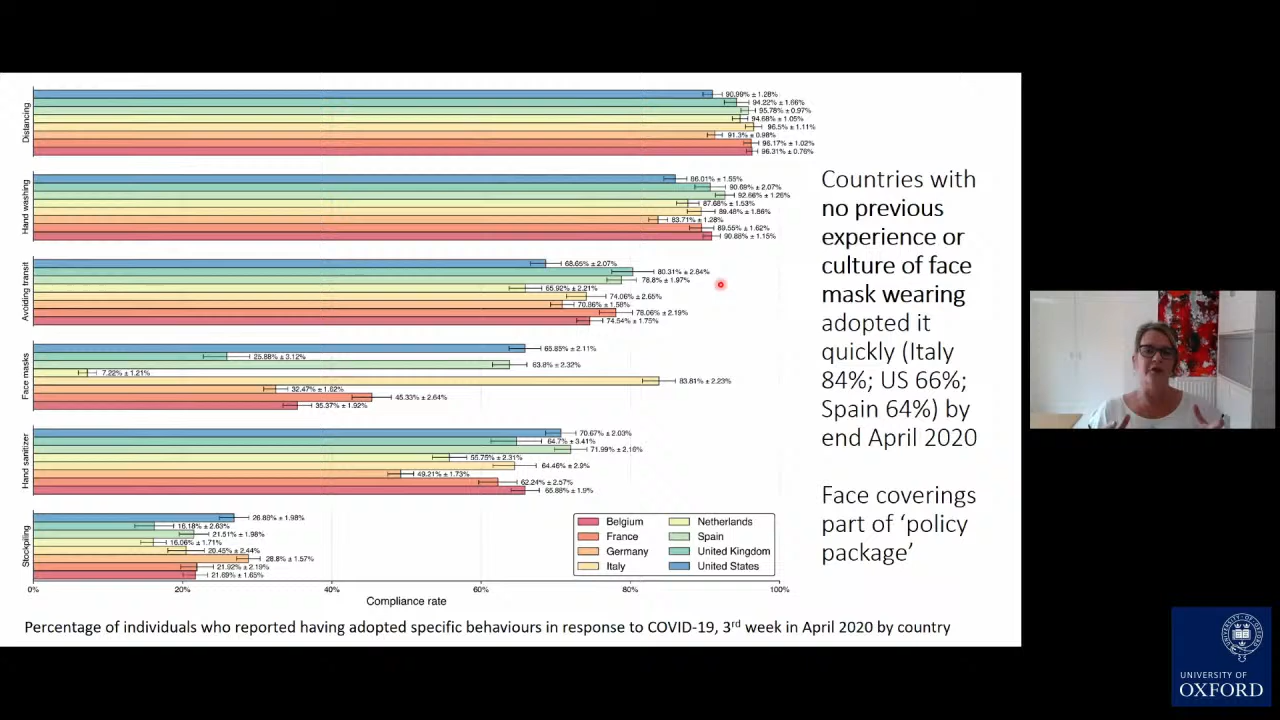 Distancing
90.99% ± 1.28%
94.22% ± 1.66%
95.78% ± 0.97%
94.68% ± 1.05%
96.5% ± 1.11%
91.3% ± 0.98%
96.17% ± 1.02%
96.31% ± 0.76%
Hand washing
86.01% ± 1.55%
90.69% ± 2.07%
92.66% ± 1.26%
87.68% ± 1.53%
89.48% ± 1.86%
83.71% ± 1.28%
89.55% ± 1.62%
90.88% ± 1.15%
Avoiding transit
68.65% ± 2.07%
80.31% ± 2.84%
78.8% ± 1.97%
65.92% ± 2.21%
74.06% ± 2.65%
70.86% ± 1.58%
78.06% ± 2.19%
74.54% ± 1.75%
Face masks
65.85% ± 2.11%
25.88% ± 3.12%
63.8% ± 2.32%
7.22% ± 1.21%
83.81% ± 2.23%
32.47% ± 1.62%
45.33% ± 2.64%
35.37% ± 1.92%
Hand sanitizer
70.67% ± 2.03%
64.7% ± 3.41%
71.99% ± 2.16%
55.75% ± 2.31%
64.46% ± 2.9%
49.21% ± 1.73%
62.24% ± 2.57%
65.88% ± 1.9%
Stockpiling
26.88% ± 1.98%
16.18% ± 2.63%
21.51% ± 1.98%
16.06% ± 1.71%
20.45% ± 2.44%
28.8% ± 1.57%
21.92% ± 2.19%
21.69% ± 1.65%
Belgium
France
Germany
Italy
Netherlands
Spain
United Kingdom
United States
0% 20% 40% 60% 80% 100%
Compliance rate
Percentage of individuals who reported having adopted specific behaviours in response to COVID-19, 3rd week in April 2020 by country
Countries with
no previous
experience or
culture of face
mask wearing
adopted it
quickly (Italy
84%; US 66%;
Spain 64%) by
end April 2020
Face coverings
part of ‘policy
package’
UNIVERSITY OF
OXFORD